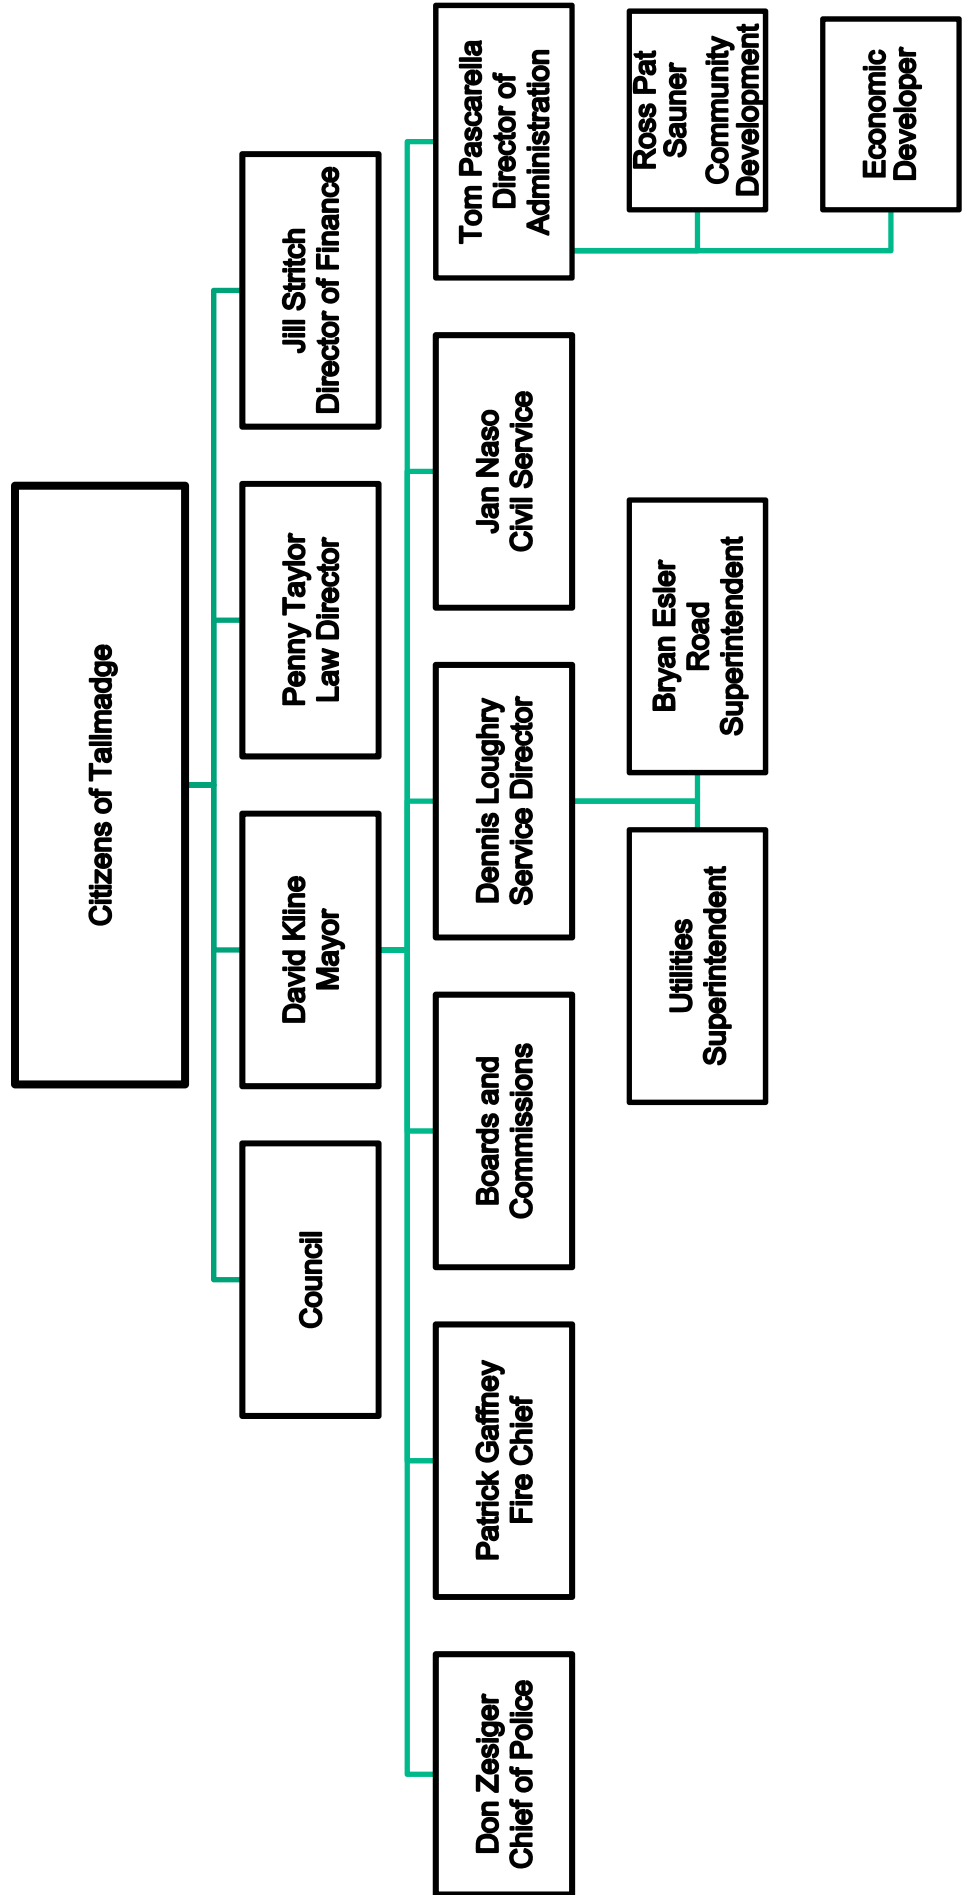 Citizens of Tallmadge
Council
David Kline
Mayor
Penny Taylor
Law Director
Jill Stritch
Director of Finance
Don Zesiger
Chief of Police
Patrick Gaffney
Fire Chief
Boards and
Commissions
Dennis Loughry
Service Director
Jan Naso
Civil Service
Tom Pascarella
Director of
Administration
Utilities
Superintendent
Bryan Esler
Road
Superintendent
Ross Pat
Sauner
Community
Development
Economic
Developer